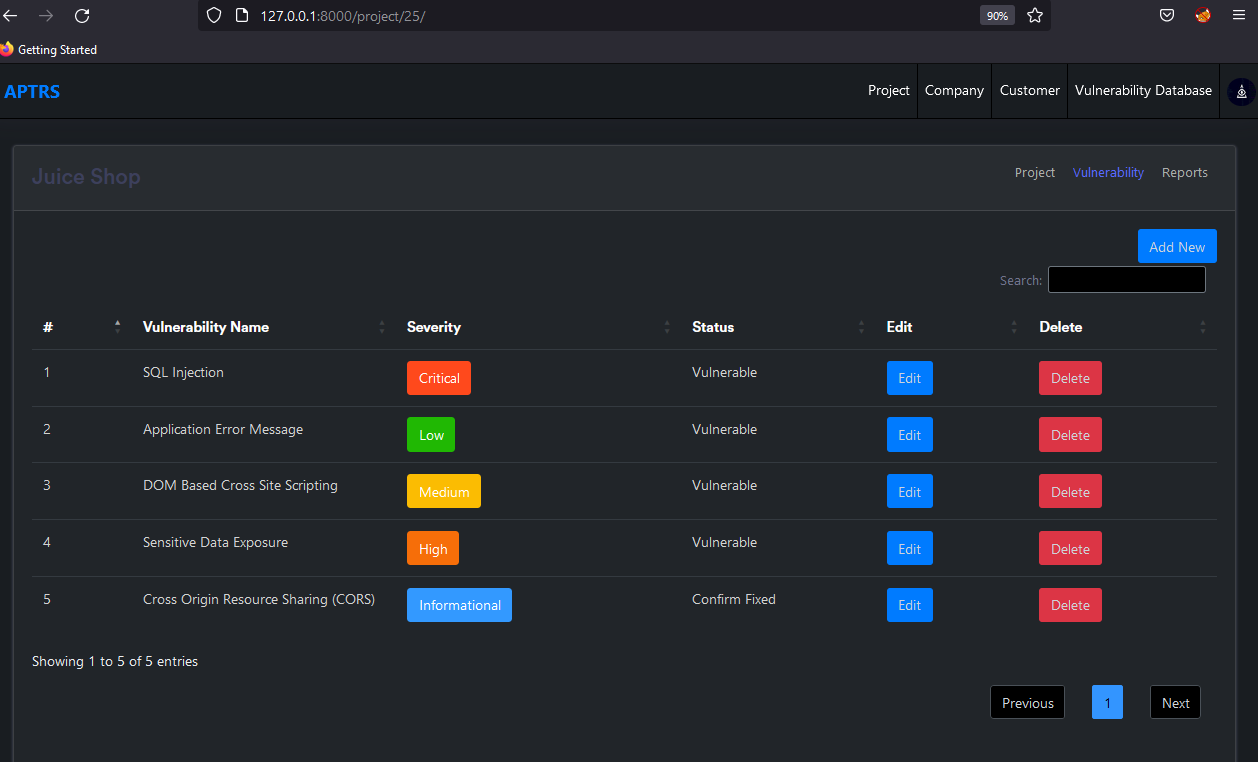 127.0.0.1:8000/project/25/ 90%
Getting Started
APTRS Project Company Customer Vulnerability Database
Juice Shop Project Vulnerability Reports
Add New
Search:
# Vulnerability Name Severity Status Edit Delete
1 SQL Injection Critical Vulnerable Edit Delete
2 Application Error Message Low Vulnerable Edit Delete
3 DOM Based Cross Site Scripting Medium Vulnerable Edit Delete
4 Sensitive Data Exposure High Vulnerable Edit Delete
5 Cross Origin Resource Sharing (CORS) Informational Confirm Fixed Edit Delete
Showing 1 to 5 of 5 entries
Previous 1 Next